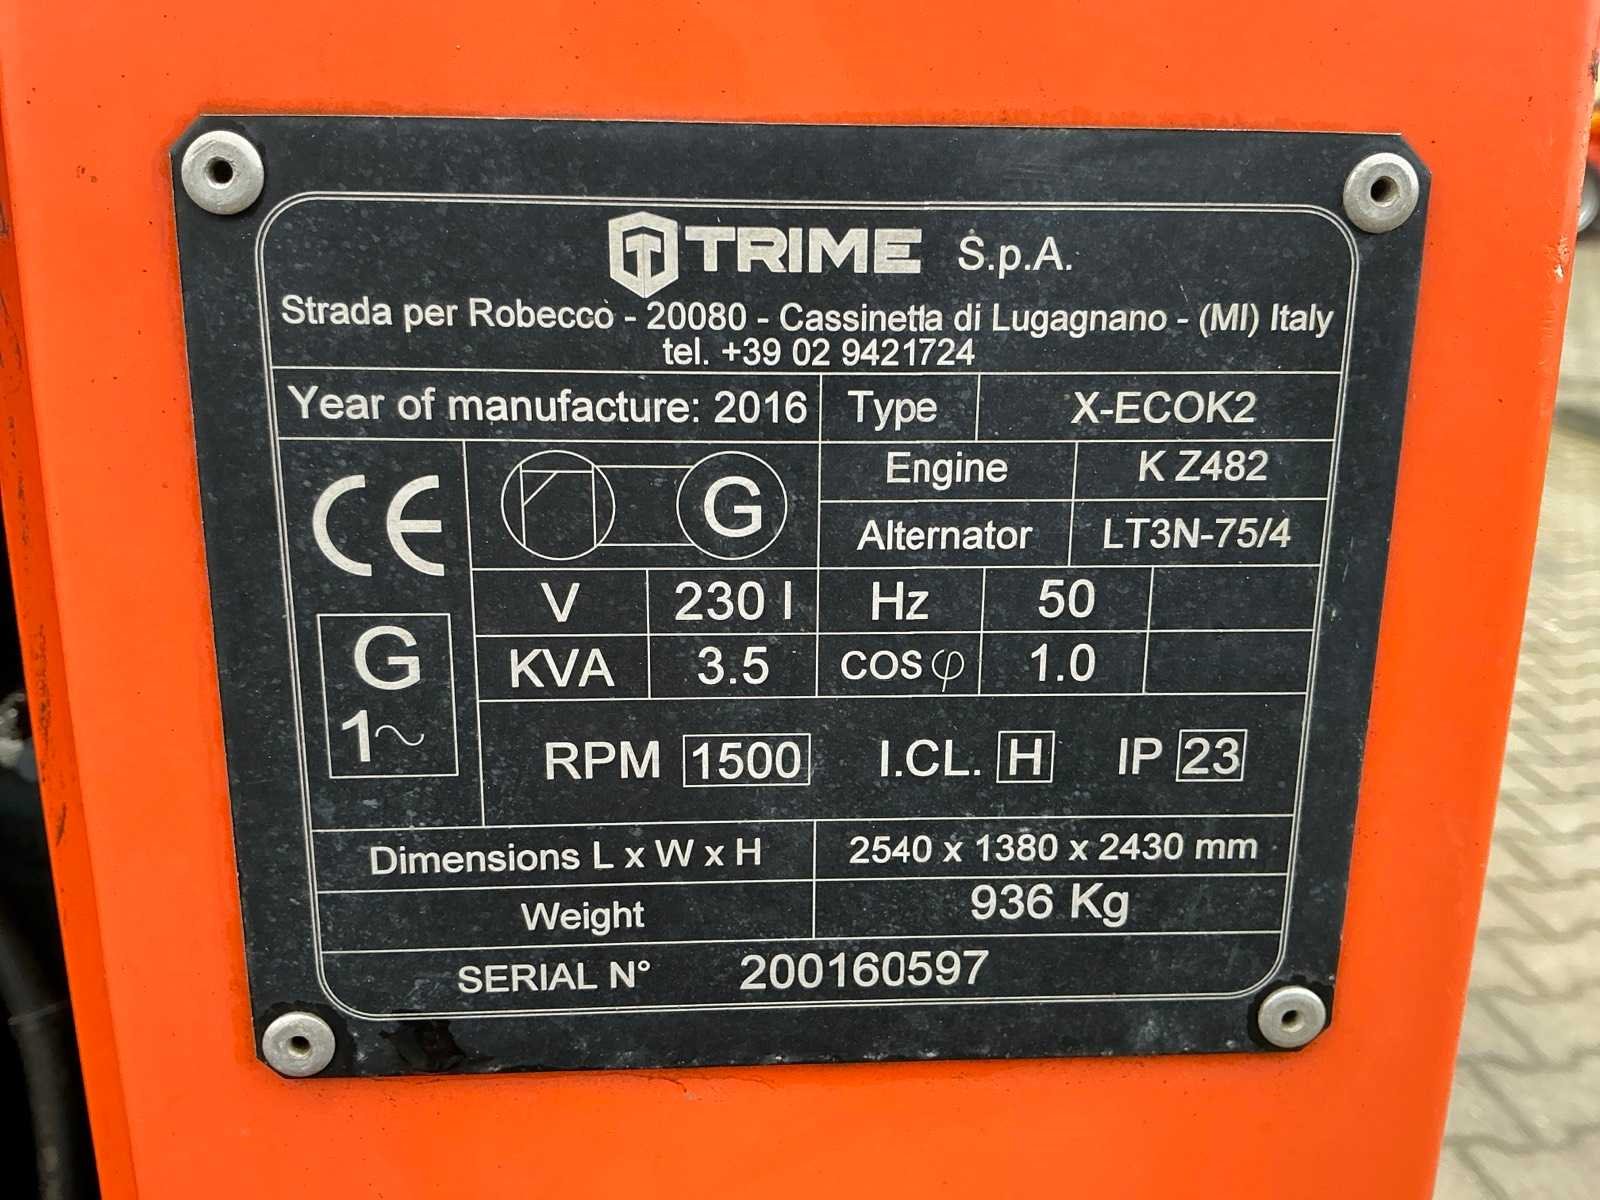 TRIME S.p.A.
Strada per Robecco - 20080 - Cassinetta di Lugagnano - (MI) Italy
tel. +39 02 9421724
Year of manufacture: 2016 Type X-ECOK2
CE G Engine K Z482
Alternator LT3N-75/4
V 230 I Hz 50
G 1~ KVA 3.5 COS φ 1.0
RPM 1500 I.CL. H IP 23
Dimensions L x W x H 2540 x 1380 x 2430 mm
Weight 936 Kg
SERIAL N° 200160597